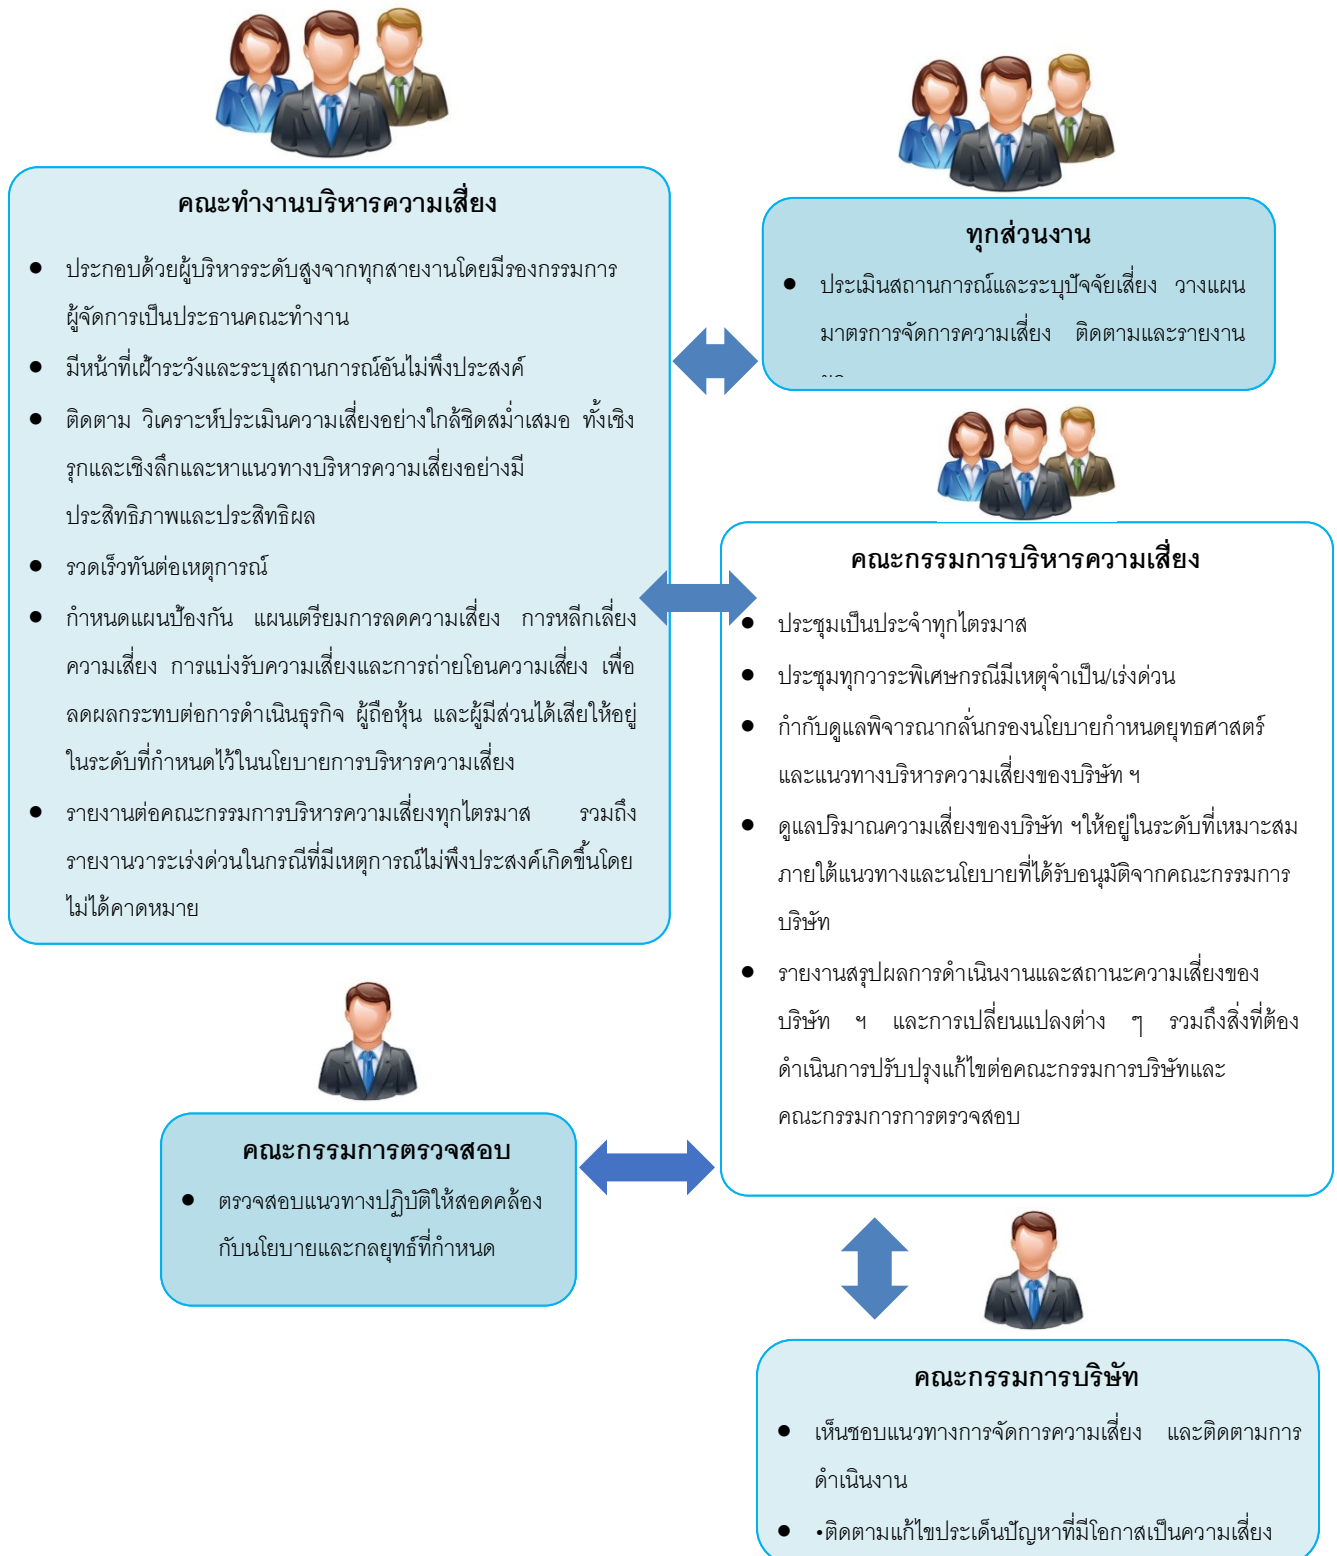 คณะทำงานบริหารความเสี่ยง
● ประกอบด้วยผู้บริหารระดับสูงจากทุกสายงานโดยมีรองกรรมการ
ผู้จัดการเป็นประธานคณะทำงาน
● มีหน้าที่เฝ้าระวังและระบุสถานการณ์อันไม่พึงประสงค์
● ติดตาม วิเคราะห์ประเมินความเสี่ยงอย่างใกล้ชิดสม่ำเสมอ ทั้งเชิง
รุกและเชิงลึกและหาแนวทางบริหารความเสี่ยงอย่างมี
ประสิทธิภาพและประสิทธิผล
● รวดเร็วทันต่อเหตุการณ์
● กำหนดแผนป้องกัน แผนเตรียมการลดความเสี่ยง การหลีกเลี่ยง
ความเสี่ยง การแบ่งรับความเสี่ยงและการถ่ายโอนความเสี่ยง เพื่อ
ลดผลกระทบต่อการดำเนินธุรกิจ ผู้ถือหุ้น และผู้มีส่วนได้เสียให้อยู่
ในระดับที่กำหนดไว้ในนโยบายการบริหารความเสี่ยง
● รายงานต่อคณะกรรมการบริหารความเสี่ยงทุกไตรมาส รวมถึง
รายงานวาระเร่งด่วนในกรณีที่มีเหตุการณ์ไม่พึงประสงค์เกิดขึ้นโดย
ไม่ได้คาดหมาย
ทุกส่วนงาน
● ประเมินสถานการณ์และระบุปัจจัยเสี่ยง วางแผน
มาตรการจัดการความเสี่ยง ติดตามและรายงาน
คณะกรรมการบริหารความเสี่ยง
● ประชุมเป็นประจำทุกไตรมาส
● ประชุมทุกวาระพิเศษกรณีมีเหตุจำเป็น/เร่งด่วน
● กำกับดูแลพิจารณากลั่นกรองนโยบายกำหนดยุทธศาสตร์
และแนวทางบริหารความเสี่ยงของบริษัท ฯ
● ดูแลปริมาณความเสี่ยงของบริษัท ฯให้อยู่ในระดับที่เหมาะสม
ภายใต้แนวทางและนโยบายที่ได้รับอนุมัติจากคณะกรรมการ
บริษัท
● รายงานสรุปผลการดำเนินงานและสถานะความเสี่ยงของ
บริษัท ฯ และการเปลี่ยนแปลงต่าง ๆ รวมถึงสิ่งที่ต้อง
ดำเนินการปรับปรุงแก้ไขต่อคณะกรรมการบริษัทและ
คณะกรรมการการตรวจสอบ
คณะกรรมการตรวจสอบ
● ตรวจสอบแนวทางปฏิบัติให้สอดคล้อง
กับนโยบายและกลยุทธ์ที่กำหนด
คณะกรรมการบริษัท
● เห็นชอบแนวทางการจัดการความเสี่ยง และติดตามการ
ดำเนินงาน
● •ติดตามแก้ไขประเด็นปัญหาที่มีโอกาสเป็นความเสี่ยง